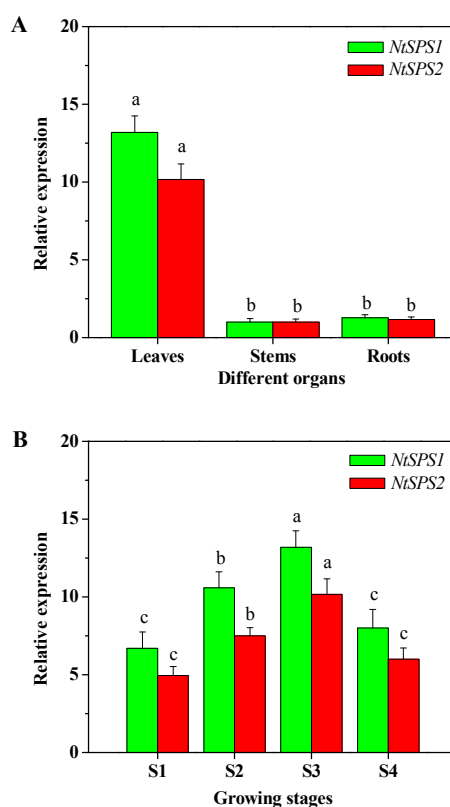 A
20
15
10
5
0
Relative expression
NtSPS1
NtSPS2
a
a
b
b
b
b
Leaves
Stems
Roots
Different organs
B
20
15
10
5
0
Relative expression
NtSPS1
NtSPS2
c
c
b
b
a
a
c
c
S1
S2
S3
S4
Growing stages